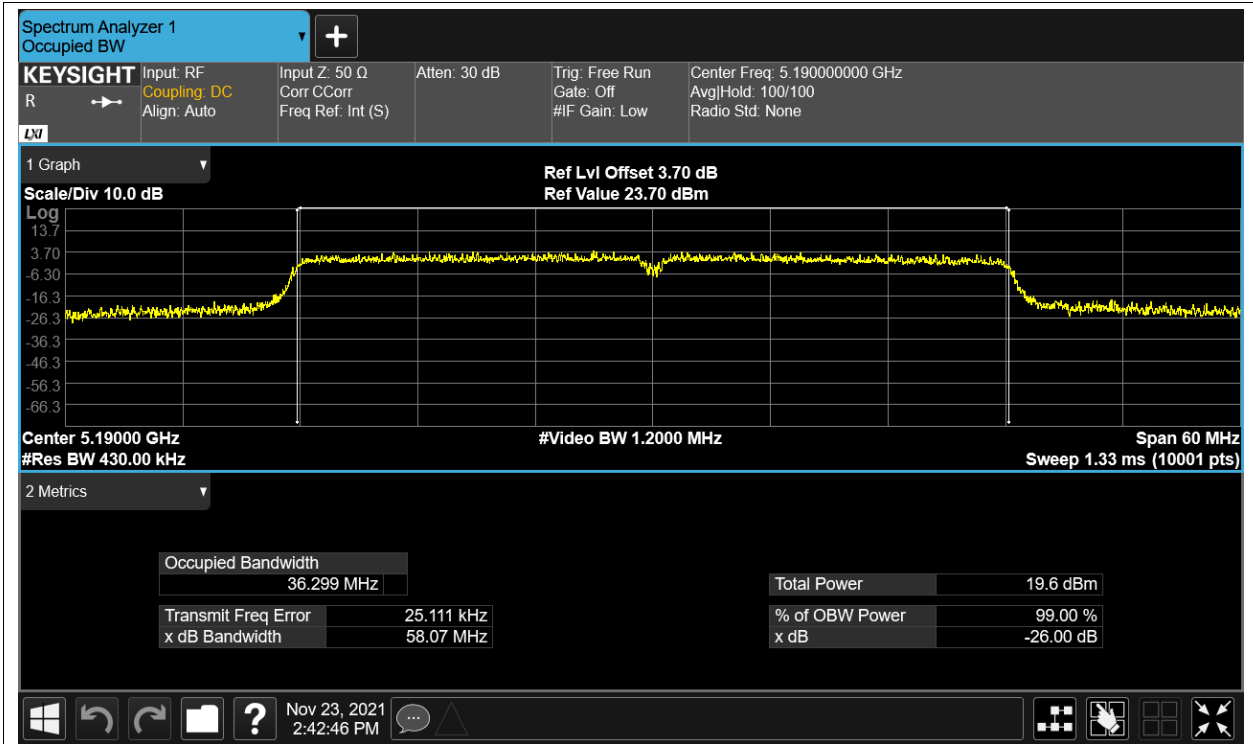 Spectrum Analyzer 1
Occupied BW
KEYSIGHT
R
LXI
Input: RF
Coupling: DC
Align: Auto
Input Z: 50 Ω
Corr CCorr
Freq Ref: Int (S)
Atten: 30 dB
Trig: Free Run
Gate: Off
#IF Gain: Low
Center Freq: 5.190000000 GHz
Avg|Hold: 100/100
Radio Std: None
1 Graph
Scale/Div 10.0 dB
Ref Lvl Offset 3.70 dB
Ref Value 23.70 dBm
Log
13.7
3.70
-6.30
-16.3
-26.3
-36.3
-46.3
-56.3
-66.3
Center 5.19000 GHz
#Video BW 1.2000 MHz
Span 60 MHz
#Res BW 430.00 kHz
Sweep 1.33 ms (10001 pts)
2 Metrics
Occupied Bandwidth
36.299 MHz
Transmit Freq Error 25.111 kHz
x dB Bandwidth 58.07 MHz
Total Power 19.6 dBm
% of OBW Power 99.00 %
x dB -26.00 dB
?
Nov 23, 2021
2:42:46 PM